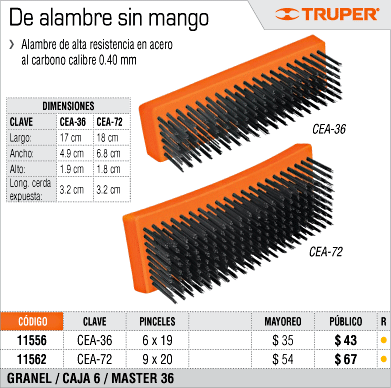 De alambre sin mango
TRUPER®
Alambre de alta resistencia en acero
al carbono calibre 0.40 mm
DIMENSIONES
CLAVE CEA-36 CEA-72
Largo: 17 cm 18 cm
Ancho: 4.9 cm 6.8 cm
Alto: 1.9 cm 1.8 cm
Long. cerda
expuesta: 3.2 cm 3.2 cm
CEA-36
CEA-72
CÓDIGO CLAVE PINCELES MAYOREO PÚBLICO R
11556 CEA-36 6 x 19 $ 35 $ 43
11562 CEA-72 9 x 20 $ 54 $ 67
GRANEL / CAJA 6 / MASTER 36